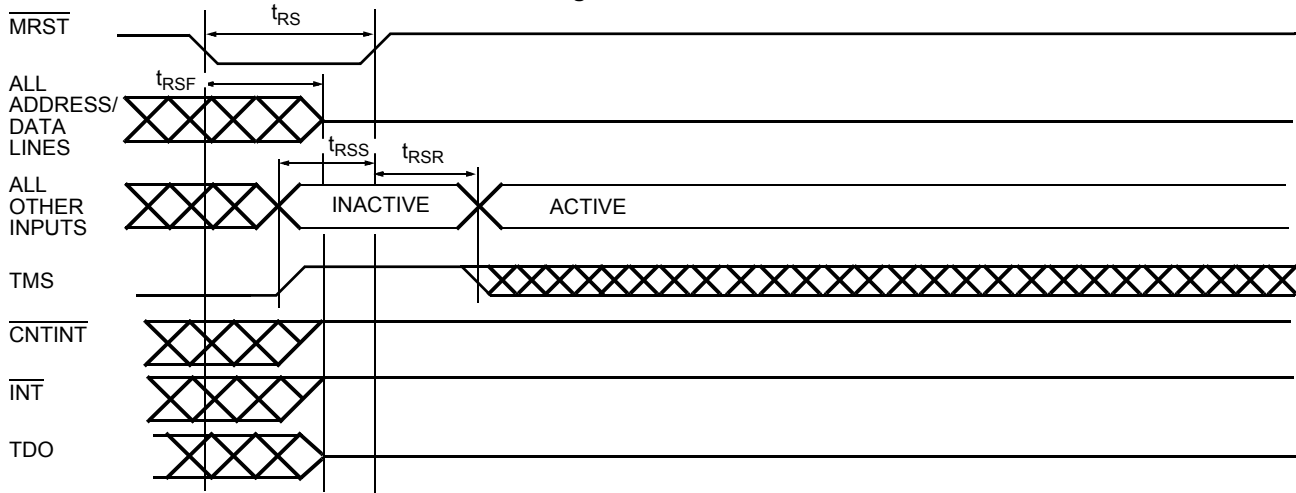 MRST
tRS
ALL
ADDRESS/
DATA
LINES
tRSF
tRSS
tRSR
ALL
OTHER
INPUTS
INACTIVE
ACTIVE
TMS
CNTINT
INT
TDO